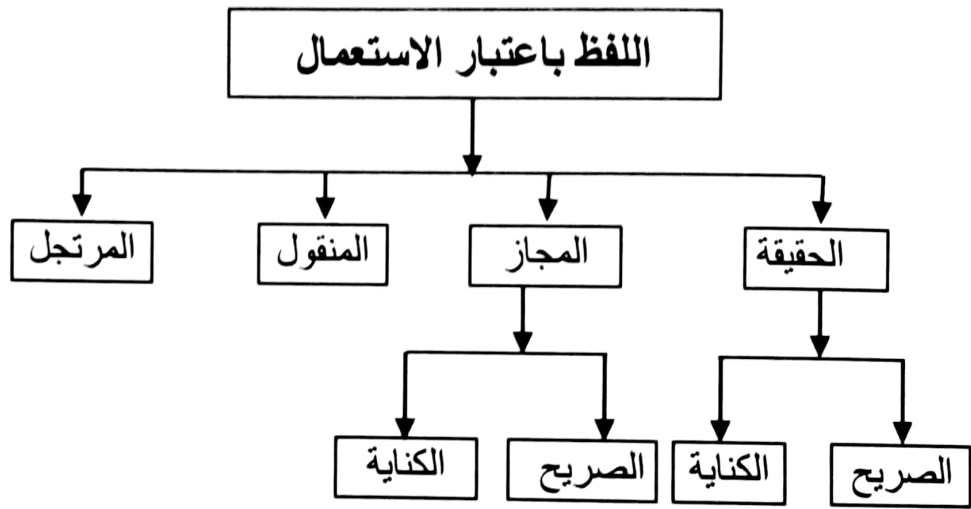 اللفظ باعتبار الاستعمال
الحقيقة
المجاز
المنقول
المرتجل
الصريح
الكناية
الصريح
الكناية